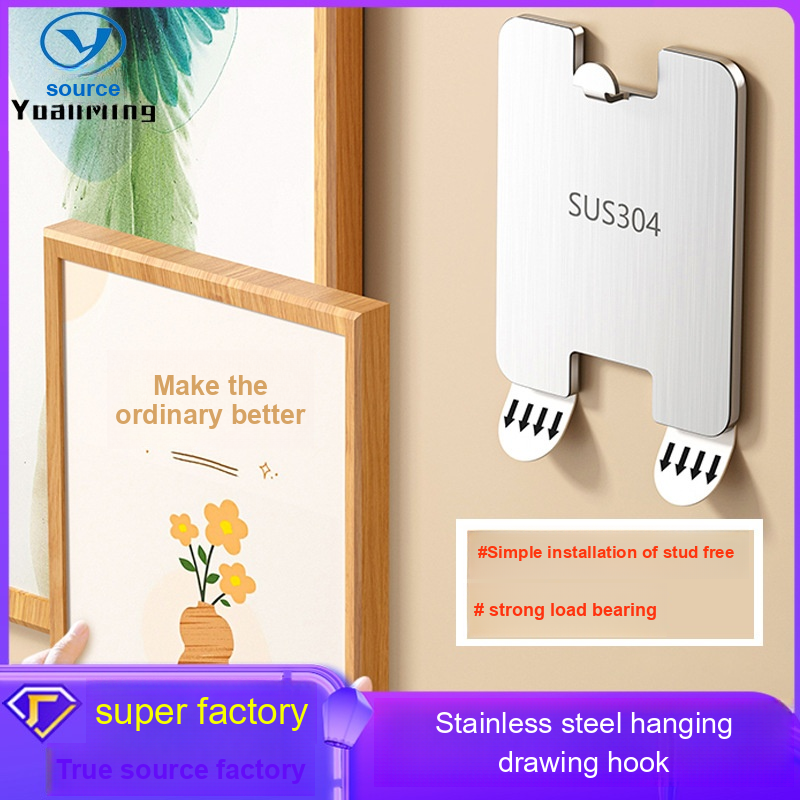 source
Yuanming
SUS304
Make the
ordinary better
#Simple installation of stud free
# strong load bearing
super factory
True source factory
Stainless steel hanging
drawing hook